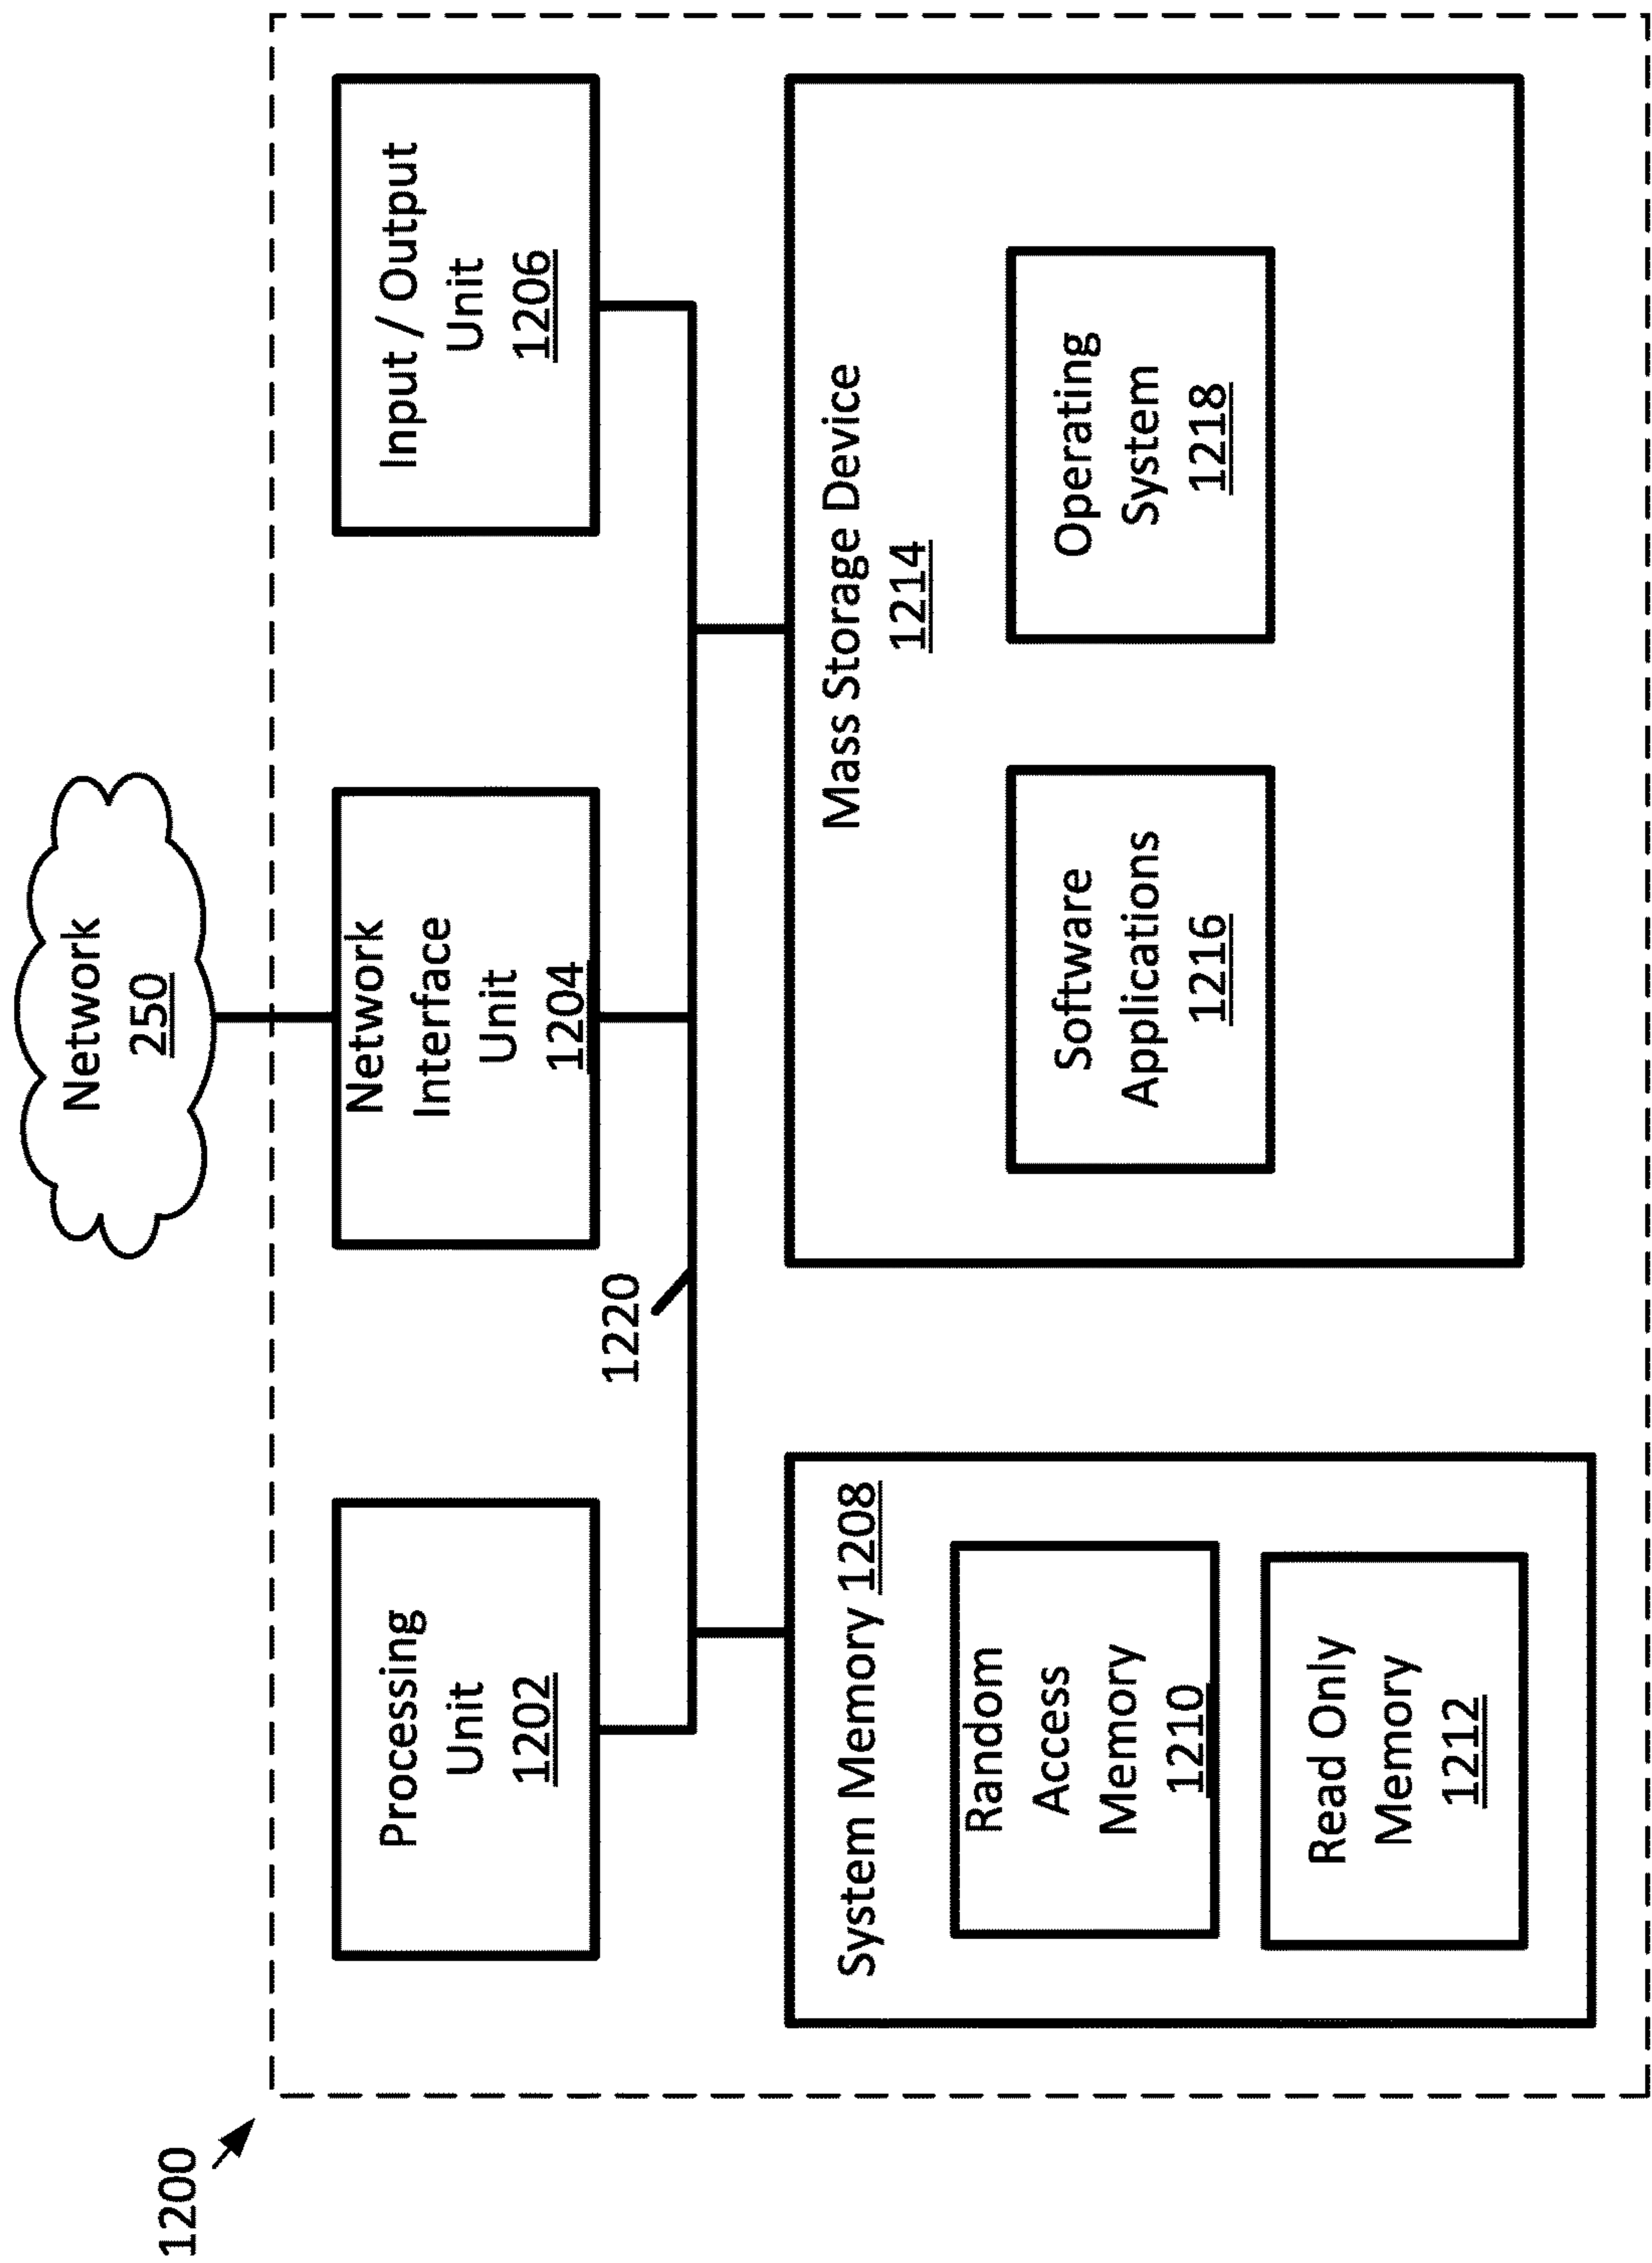 1200
Network
250
Processing
Unit
1202
Network
Interface
Unit
1204
Input / Output
Unit
1206
1220
System Memory 1208
Random
Access
Memory
1210
Read Only
Memory
1212
Mass Storage Device
1214
Software
Applications
1216
Operating
System
1218